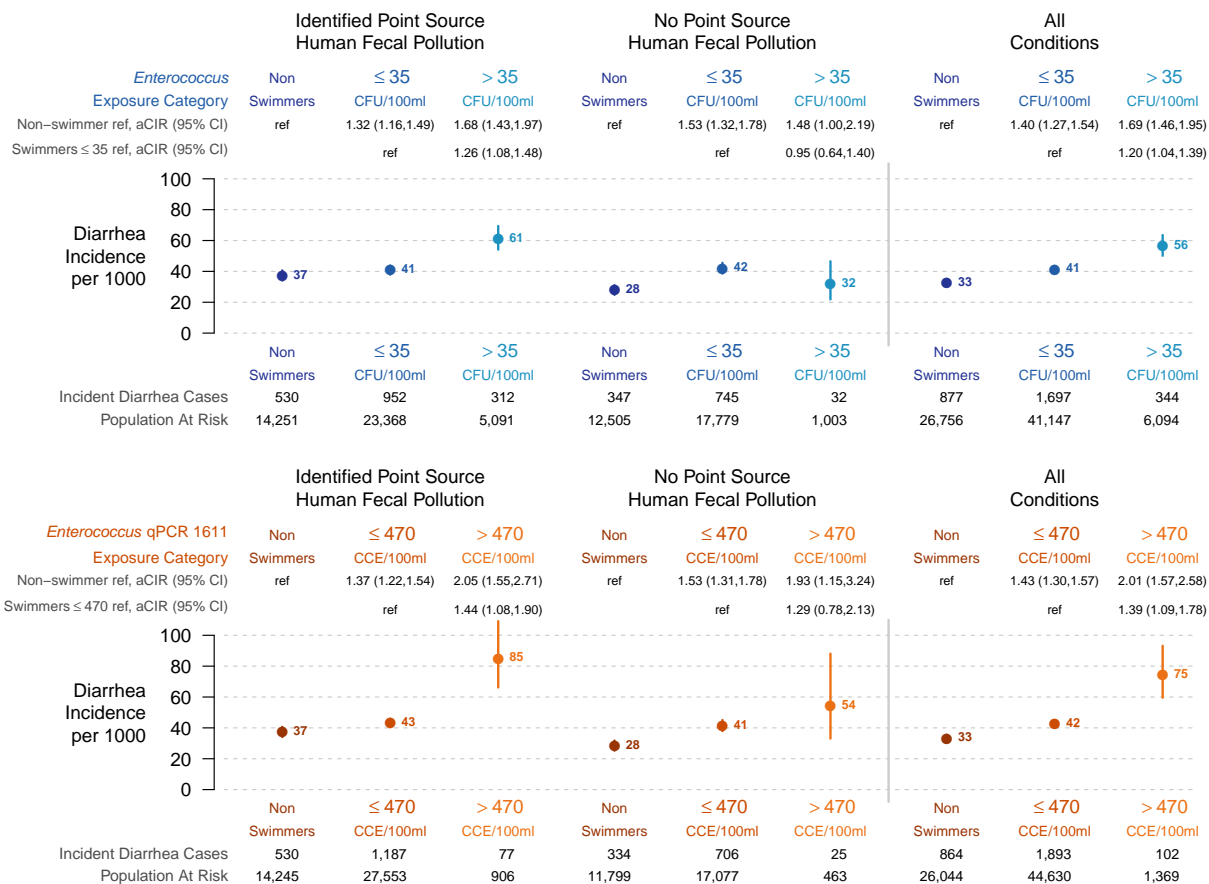 Identified Point Source No Point Source All
Human Fecal Pollution Human Fecal Pollution Conditions
Enterococcus Non ≤ 35 > 35 Non ≤ 35 > 35 Non ≤ 35 > 35
Exposure Category Swimmers CFU/100ml CFU/100ml Swimmers CFU/100ml CFU/100ml Swimmers CFU/100ml CFU/100ml
Non−swimmer ref, aCIR (95% CI) ref 1.32 (1.16,1.49) 1.68 (1.43,1.97) ref 1.53 (1.32,1.78) 1.48 (1.00,2.19) ref 1.40 (1.27,1.54) 1.69 (1.46,1.95)
Swimmers ≤ 35 ref, aCIR (95% CI) ref 1.26 (1.08,1.48) ref 0.95 (0.64,1.40) ref 1.20 (1.04,1.39)
100
80
Diarrhea
Incidence
per 1000
60
40
20
0
37 41 61 28 42 32 33 41 56
Non ≤ 35 > 35 Non ≤ 35 > 35 Non ≤ 35 > 35
Swimmers CFU/100ml CFU/100ml Swimmers CFU/100ml CFU/100ml Swimmers CFU/100ml CFU/100ml
Incident Diarrhea Cases 530 952 312 347 745 32 877 1,697 344
Population At Risk 14,251 23,368 5,091 12,505 17,779 1,003 26,756 41,147 6,094
Identified Point Source No Point Source All
Human Fecal Pollution Human Fecal Pollution Conditions
Enterococcus qPCR 1611 Non ≤ 470 > 470 Non ≤ 470 > 470 Non ≤ 470 > 470
Exposure Category Swimmers CCE/100ml CCE/100ml Swimmers CCE/100ml CCE/100ml Swimmers CCE/100ml CCE/100ml
Non−swimmer ref, aCIR (95% CI) ref 1.37 (1.22,1.54) 2.05 (1.55,2.71) ref 1.53 (1.31,1.78) 1.93 (1.15,3.24) ref 1.43 (1.30,1.57) 2.01 (1.57,2.58)
Swimmers ≤ 470 ref, aCIR (95% CI) ref 1.44 (1.08,1.90) ref 1.29 (0.78,2.13) ref 1.39 (1.09,1.78)
100
80
Diarrhea
Incidence
per 1000
60
40
20
0
37 43 85 28 41 54 33 42 75
Non ≤ 470 > 470 Non ≤ 470 > 470 Non ≤ 470 > 470
Swimmers CCE/100ml CCE/100ml Swimmers CCE/100ml CCE/100ml Swimmers CCE/100ml CCE/100ml
Incident Diarrhea Cases 530 1,187 77 334 706 25 864 1,893 102
Population At Risk 14,245 27,553 906 11,799 17,077 463 26,044 44,630 1,369